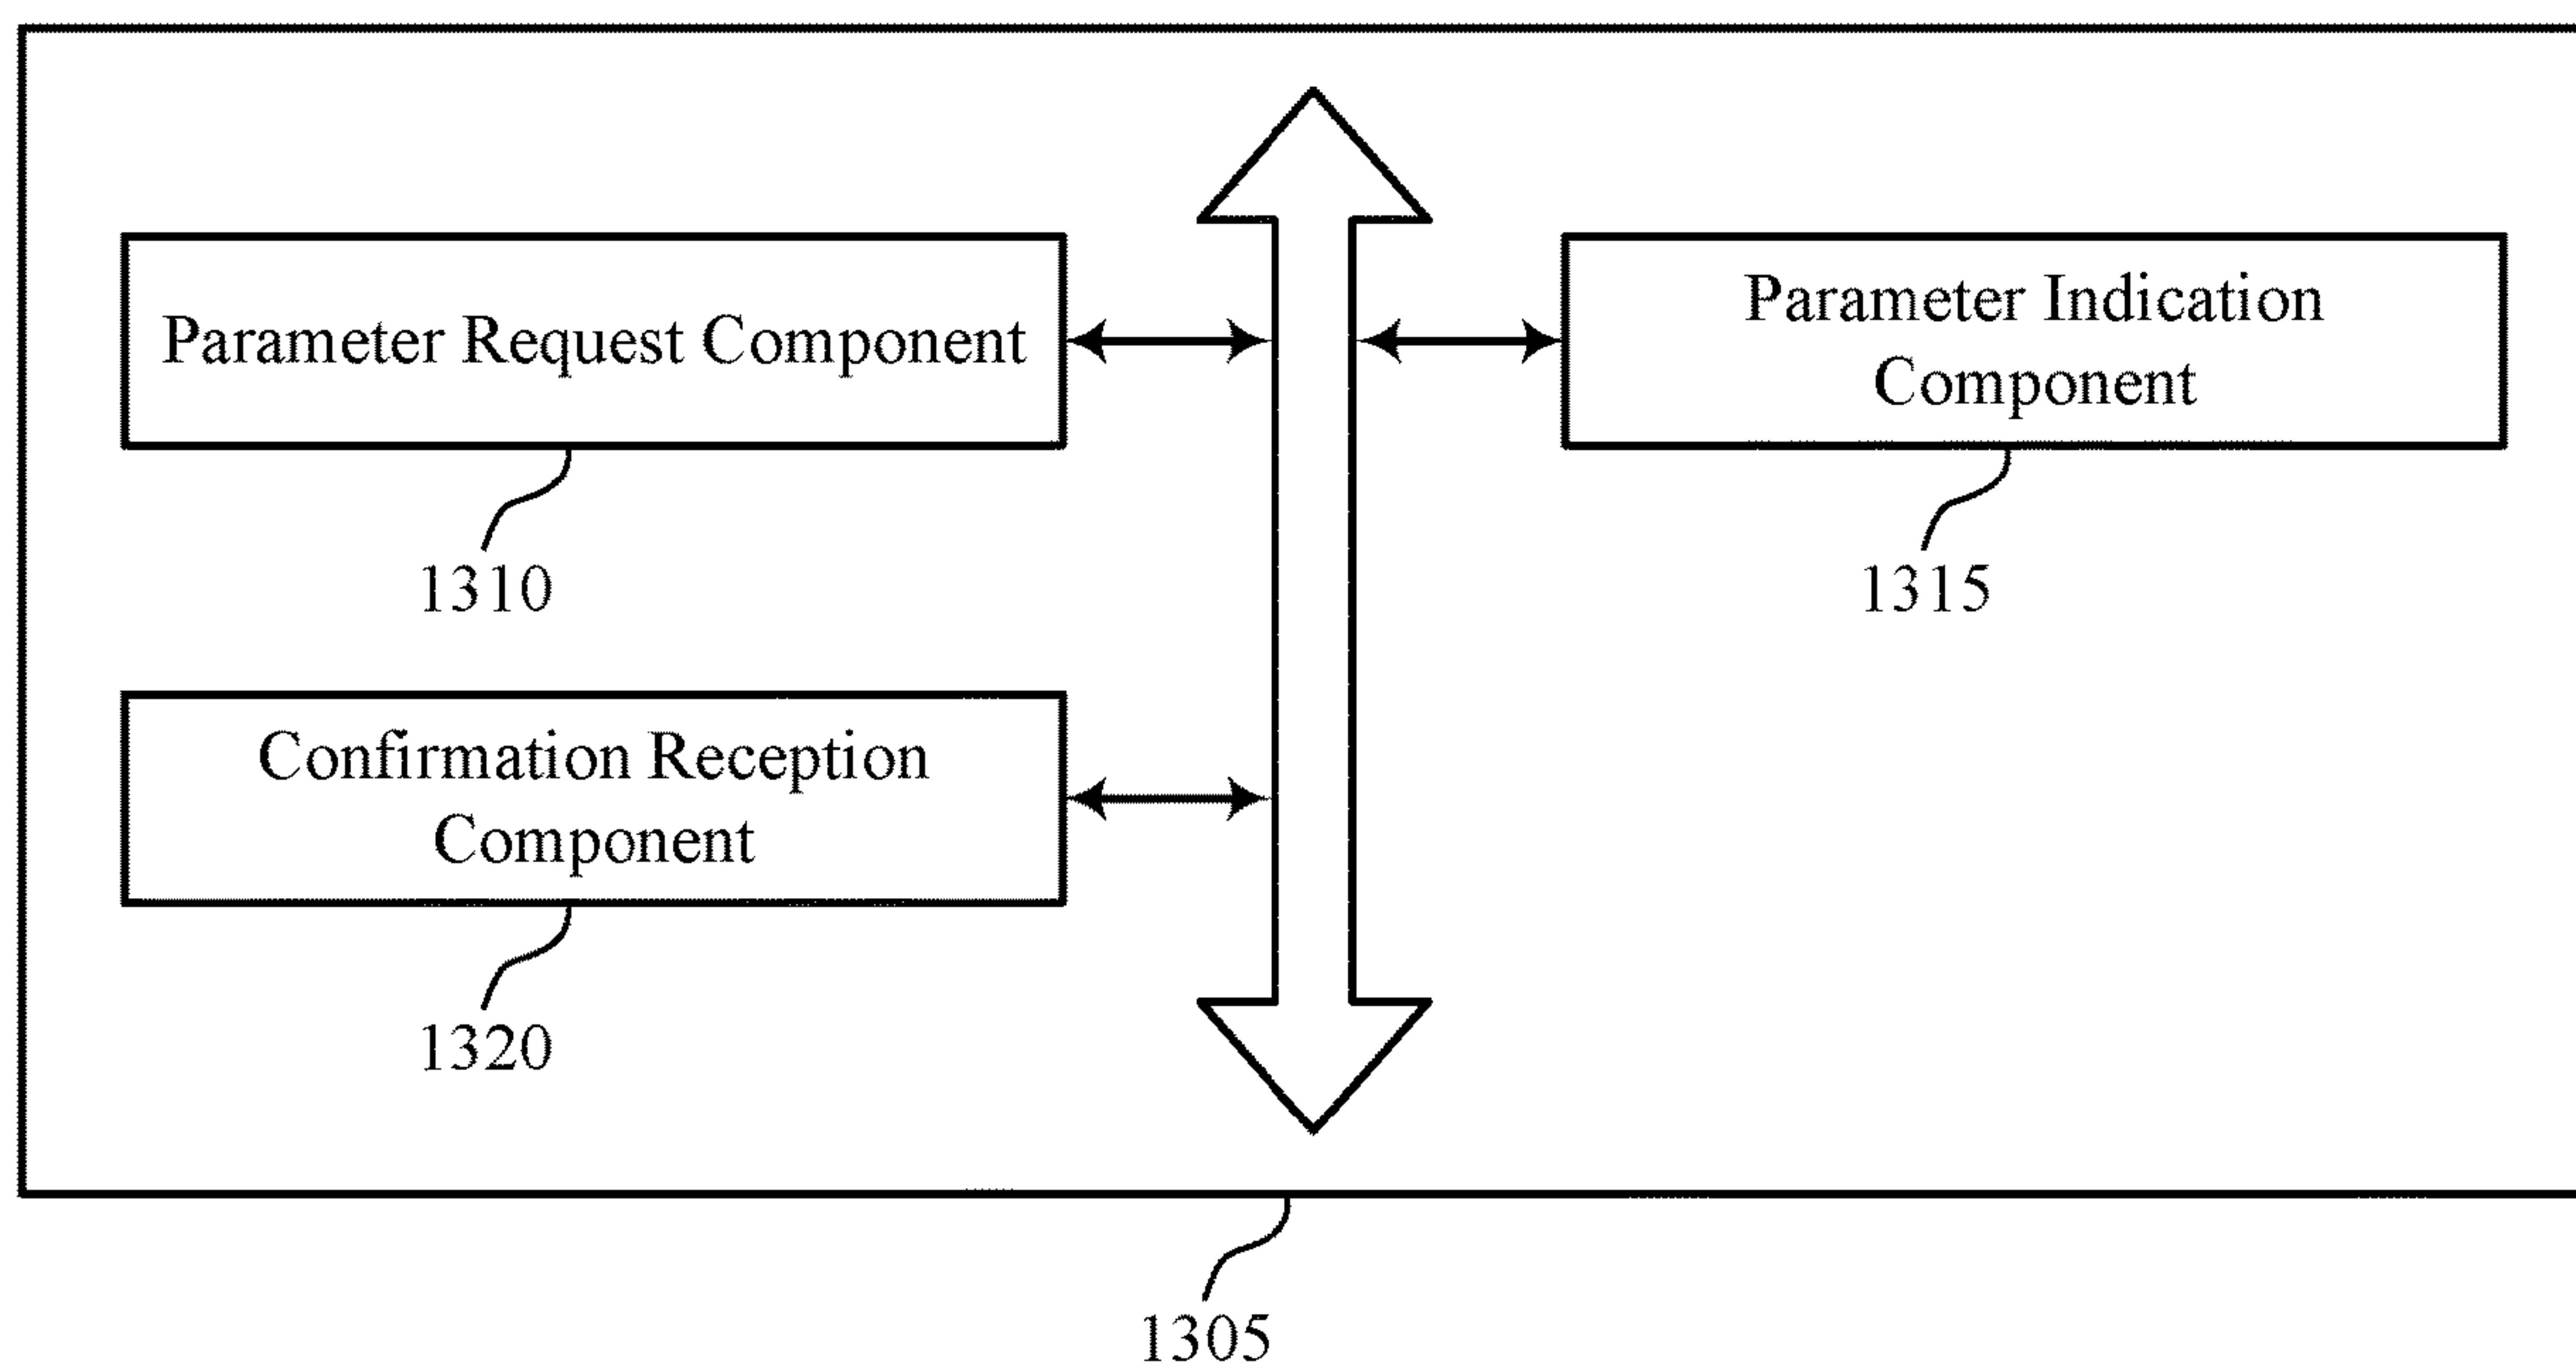 Parameter Request Component
1310
Parameter Indication
Component
1315
Confirmation Reception
Component
1320
1305